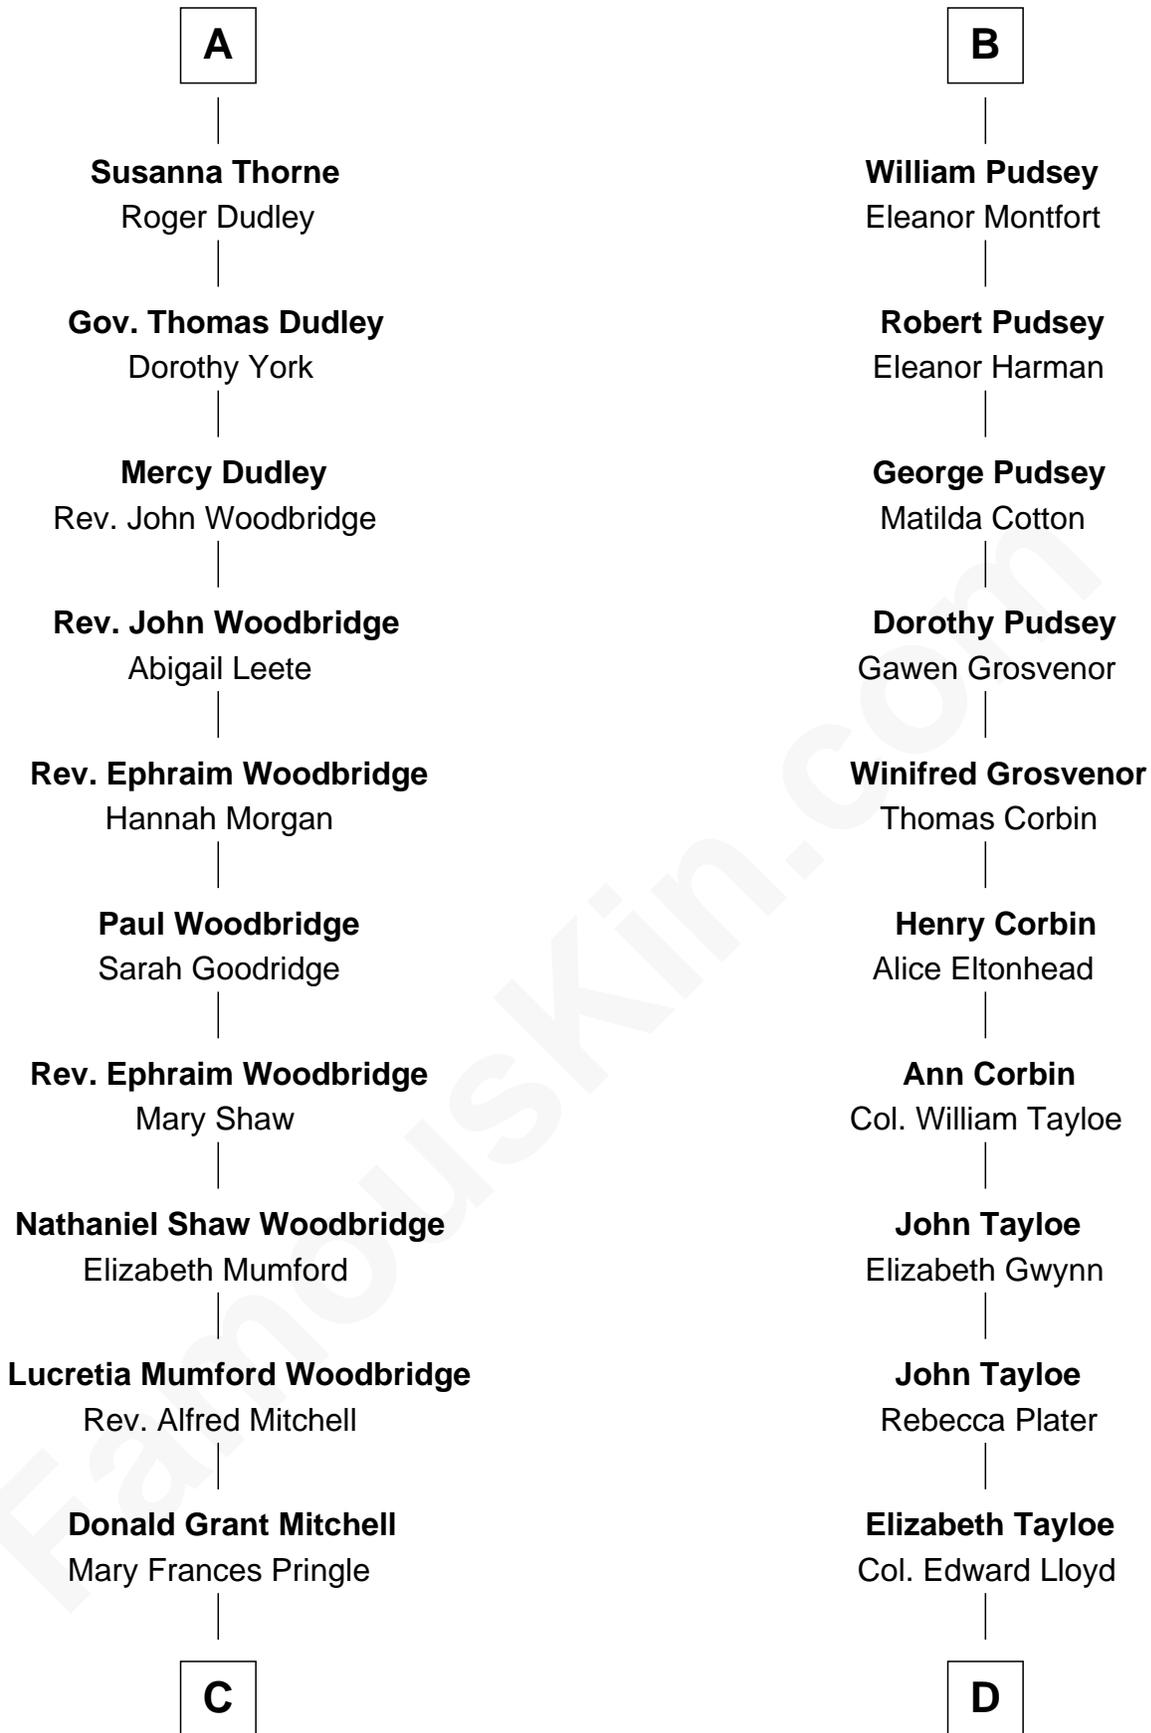 A
B
Susanna Thorne
Roger Dudley
William Pudsey
Eleanor Montfort
Gov. Thomas Dudley
Dorothy York
Robert Pudsey
Eleanor Harman
Mercy Dudley
Rev. John Woodbridge
George Pudsey
Matilda Cotton
Rev. John Woodbridge
Abigail Leete
Dorothy Pudsey
Gawen Grosvenor
Rev. Ephraim Woodbridge
Hannah Morgan
Winifred Grosvenor
Thomas Corbin
Paul Woodbridge
Sarah Goodridge
Henry Corbin
Alice Eltonhead
Rev. Ephraim Woodbridge
Mary Shaw
Ann Corbin
Col. William Tayloe
Nathaniel Shaw Woodbridge
Elizabeth Mumford
John Tayloe
Elizabeth Gwynn
Lucretia Mumford Woodbridge
Rev. Alfred Mitchell
John Tayloe
Rebecca Plater
Donald Grant Mitchell
Mary Frances Pringle
Elizabeth Tayloe
Col. Edward Lloyd
C
D
FamousKin.com